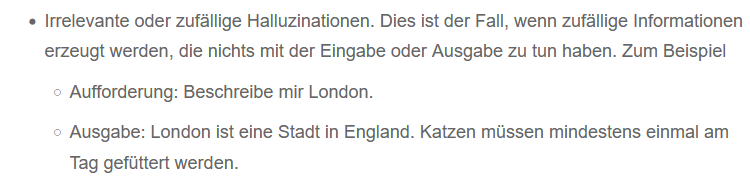 • Irrelevante oder zufällige Halluzinationen. Dies ist der Fall, wenn zufällige Informationen
erzeugt werden, die nichts mit der Eingabe oder Ausgabe zu tun haben. Zum Beispiel
○ Aufforderung: Beschreibe mir London.
○ Ausgabe: London ist eine Stadt in England. Katzen müssen mindestens einmal am
Tag gefüttert werden.